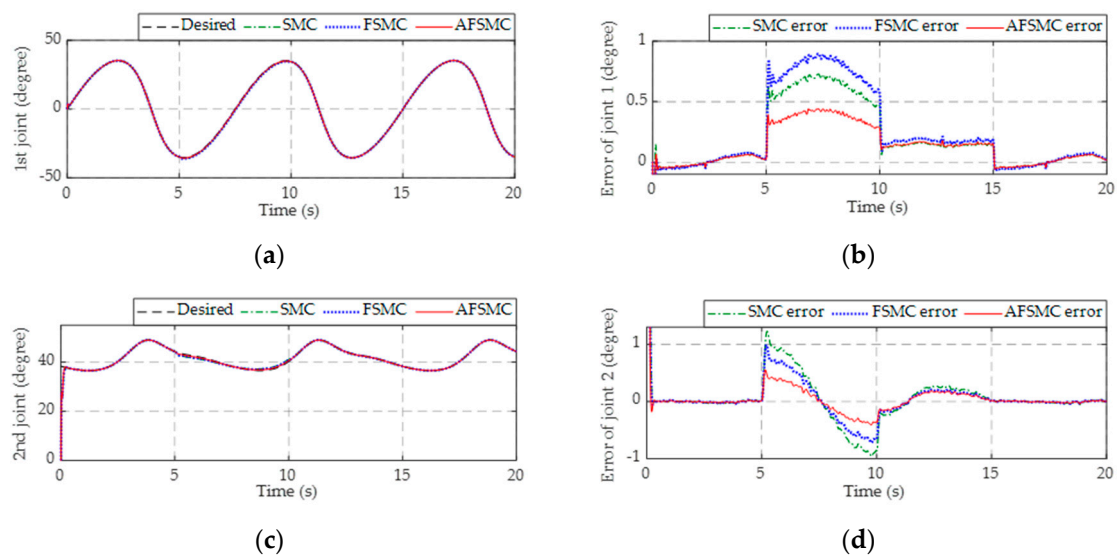 Desired SMC FSMC AFSMC
1st joint (degree)
50
0
-50
0 5 10 15 20
Time (s)
(a)
SMC error FSMC error AFSMC error
Error of joint 1 (degree)
1
0.5
0
0 5 10 15 20
Time (s)
(b)
Desired SMC FSMC AFSMC
2nd joint (degree)
40
20
0
0 5 10 15 20
Time (s)
(c)
SMC error FSMC error AFSMC error
Error of joint 2 (degree)
1
0
-1
0 5 10 15 20
Time (s)
(d)